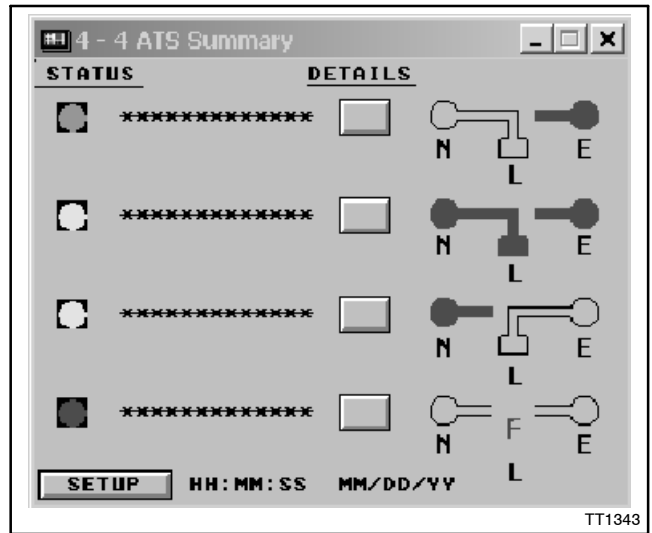 4 - 4 ATS Summary
STATUS DETAILS
*************
N L E
*************
N L E
*************
N L E
*************
N F L E
SETUP HH:MM:SS MM/DD/YY
TT1343